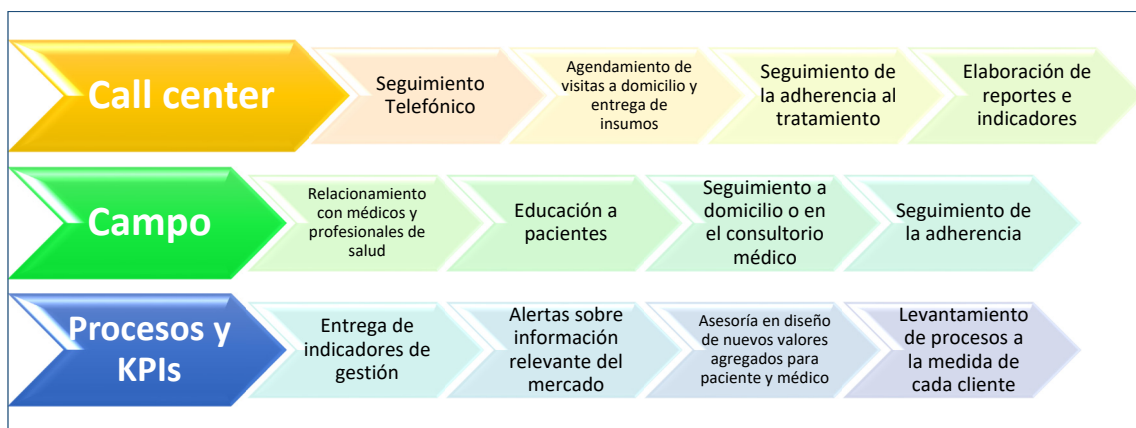 Call center
Seguimiento
Telefónico
Agendamiento de
visitas a domicilio y
entrega de
insumos
Seguimiento de
la adherencia al
tratamiento
Elaboración de
reportes e
indicadores
Campo
Relacionamiento
con médicos y
profesionales de
salud
Educación a
pacientes
Seguimiento a
domicilio o en
el consultorio
médico
Seguimiento de
la adherencia
Procesos y
KPIs
Entrega de
indicadores de
gestión
Alertas sobre
información
relevante del
mercado
Asesoría en diseño
de nuevos valores
agregados para
paciente y médico
Levantamiento
de procesos a
la medida de
cada cliente